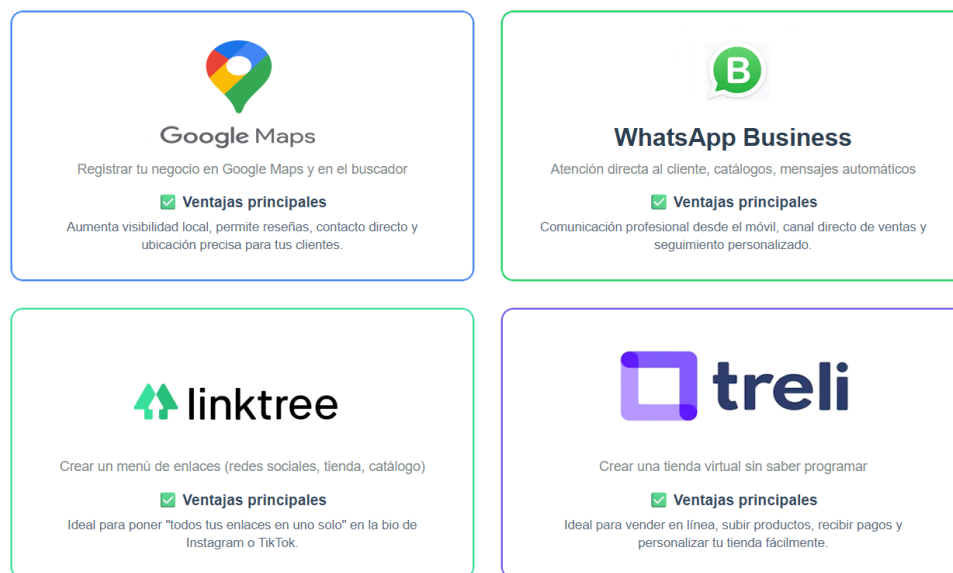 Google Maps
Registrar tu negocio en Google Maps y en el buscador
✅ Ventajas principales
Aumenta visibilidad local, permite reseñas, contacto directo y
ubicación precisa para tus clientes.
B
WhatsApp Business
Atención directa al cliente, catálogos, mensajes automáticos
✅ Ventajas principales
Comunicación profesional desde el móvil, canal directo de ventas y
seguimiento personalizado.
linktree
Crear un menú de enlaces (redes sociales, tienda, catálogo)
✅ Ventajas principales
Ideal para poner "todos tus enlaces en uno solo" en la bio de
Instagram o TikTok.
treli
Crear una tienda virtual sin saber programar
✅ Ventajas principales
Ideal para vender en línea, subir productos, recibir pagos y
personalizar tu tienda fácilmente.